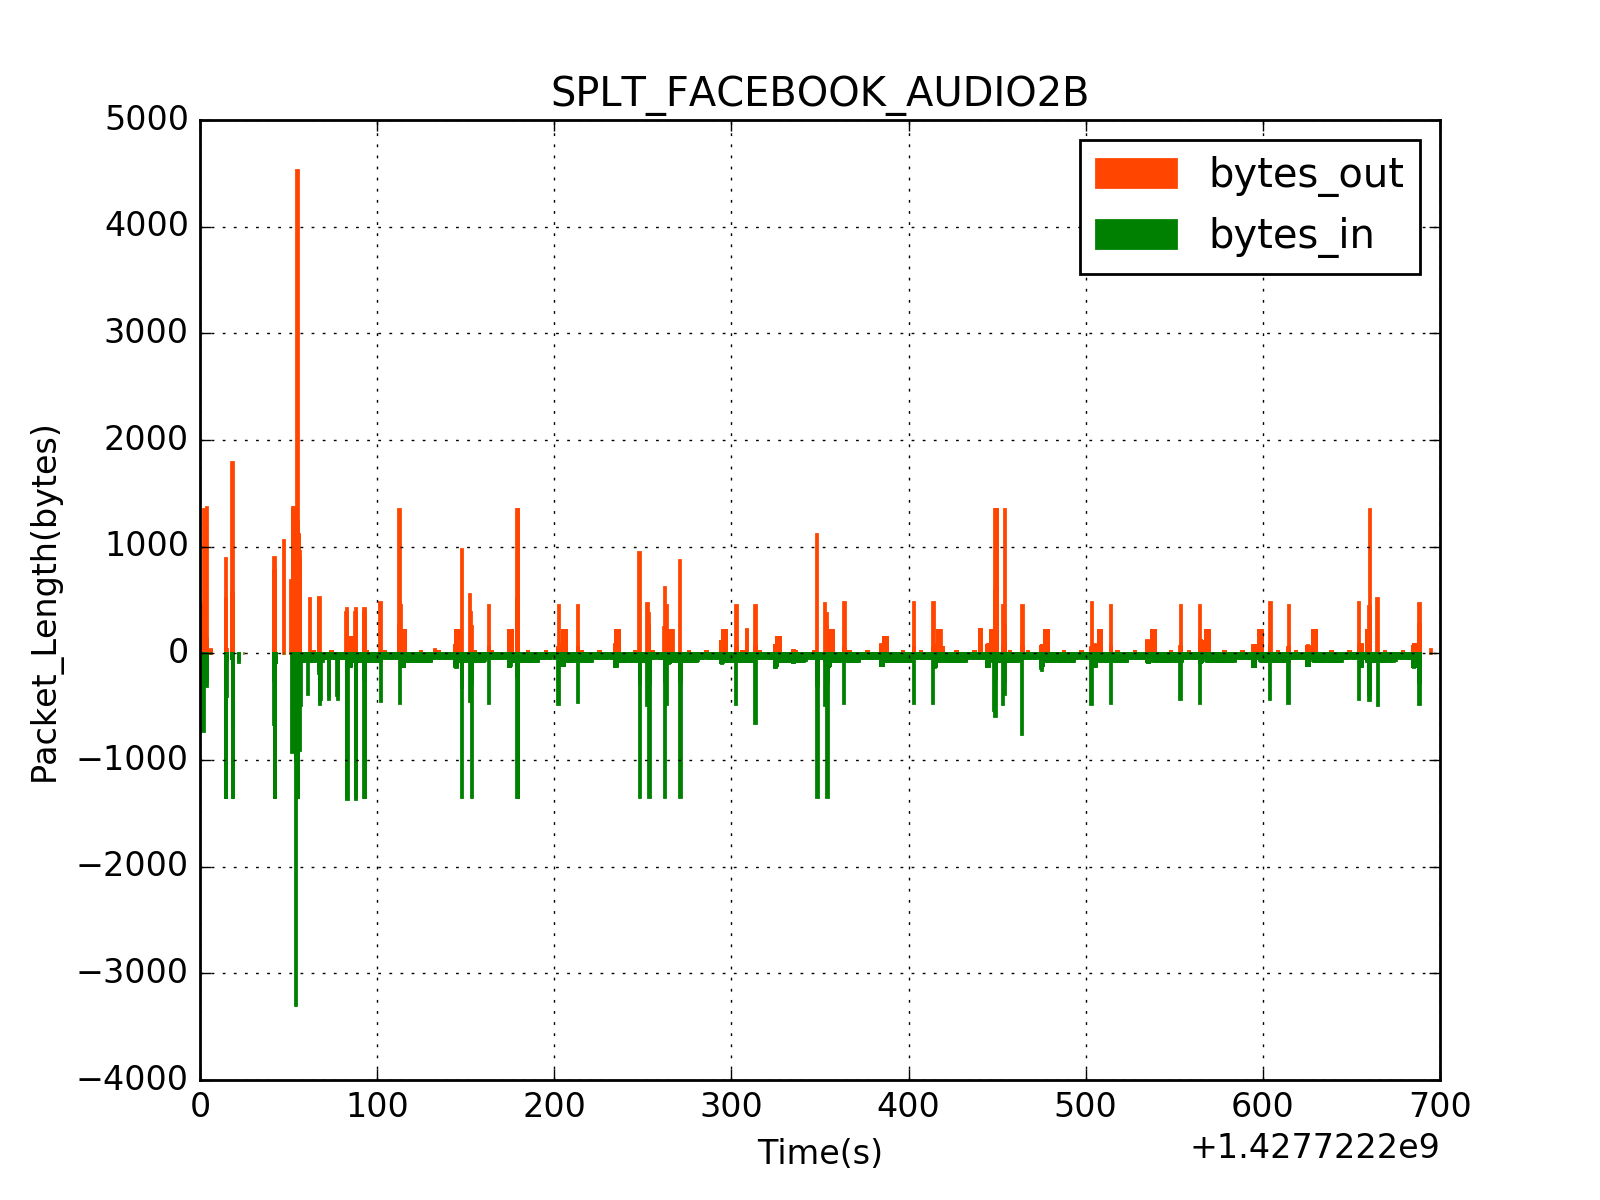 SPLT_FACEBOOK_AUDIO2B
bytes_out
bytes_in
Packet_Length(bytes)
5000
4000
3000
2000
1000
0
−1000
−2000
−3000
−4000
0 100 200 300 400 500 600 700
Time(s)
+1.4277222e9